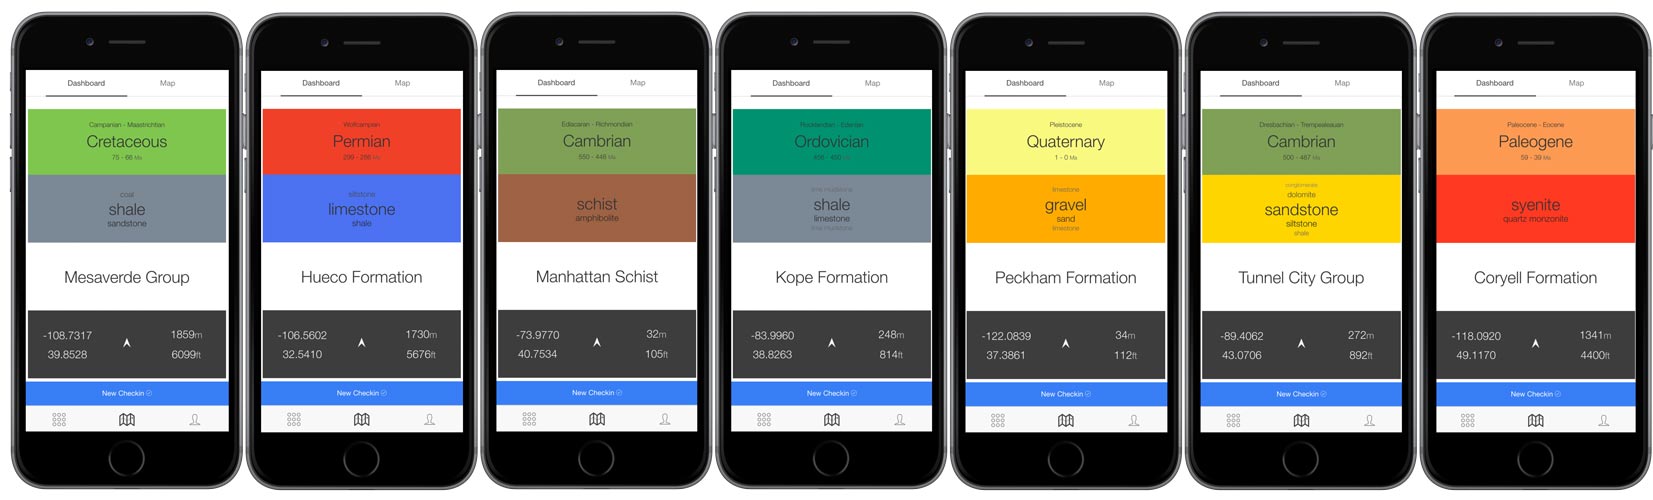 Dashboard Map
Campanian - Maastrichtian
Cretaceous
75 - 66 Ma
coal
shale
sandstone
Mesaverde Group
-108.7317 1859m
39.8528 6099ft
New Checkin
Dashboard Map
Wolfcampian
Permian
299 - 286 Ma
siltstone
limestone
shale
Hueco Formation
-106.5602 1730m
32.5410 5676ft
New Checkin
Dashboard Map
Ediacaran - Richmondian
Cambrian
550 - 448 Ma
schist
amphibolite
Manhattan Schist
-73.9770 32m
40.7534 105ft
New Checkin
Dashboard Map
Rocklandian - Edenian
Ordovician
456 - 450 Ma
lime mudstone
shale
limestone
lime mudstone
Kope Formation
-83.9960 248m
38.8263 814ft
New Checkin
Dashboard Map
Pleistocene
Quaternary
1 - 0 Ma
limestone
gravel
sand
limestone
Peckham Formation
-122.0839 34m
37.3861 112ft
New Checkin
Dashboard Map
Dresbachian - Trempealeauan
Cambrian
500 - 487 Ma
conglomerate
dolomite
sandstone
siltstone
shale
Tunnel City Group
-89.4062 272m
43.0706 892ft
New Checkin
Dashboard Map
Paleocene - Eocene
Paleogene
59 - 39 Ma
syenite
quartz monzonite
Coryell Formation
-118.0920 1341m
49.1170 4400ft
New Checkin